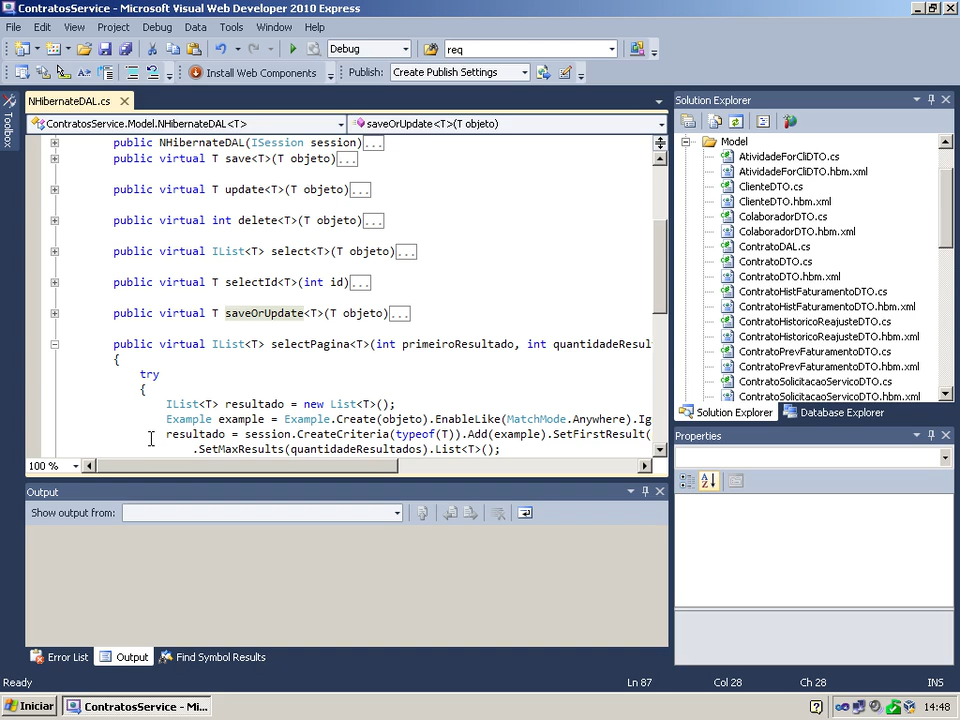 ContratosService - Microsoft Visual Web Developer 2010 Express
File Edit View Project Debug Data Tools Window Help
Debug req
Install Web Components Publish: Create Publish Settings
NHibernateDAL.cs
ContratosService.Model.NHibernateDAL<T> saveOrUpdate<T>(T objeto)
Toolbox
public NHibernateDAL(ISession session)...
public virtual T save<T>(T objeto)...
public virtual T update<T>(T objeto)...
public virtual int delete<T>(T objeto)...
public virtual IList<T> select<T>(T objeto)...
public virtual T selectId<T>(int id)...
public virtual T saveOrUpdate<T>(T objeto)...
public virtual IList<T> selectPagina<T>(int primeiroResultado, int quantidadeResul
{
try
{
IList<T> resultado = new List<T>();
Example example = Example.Create(objeto).EnableLike(MatchMode.Anywhere).Ig
resultado = session.CreateCriteria(typeof(T)).Add(example).SetFirstResult(
.SetMaxResults(quantidadeResultados).List<T>();
100 %
Output
Show output from:
Error List Output Find Symbol Results
Solution Explorer
Model
AtividadeForCliDTO.cs
AtividadeForCliDTO.hbm.xml
ClienteDTO.cs
ClienteDTO.hbm.xml
ColaboradorDTO.cs
ColaboradorDTO.hbm.xml
ContratoDAL.cs
ContratoDTO.cs
ContratoDTO.hbm.xml
ContratoHistFaturamentoDTO.cs
ContratoHistFaturamentoDTO.hbm.xml
ContratoHistoricoReajusteDTO.cs
ContratoHistoricoReajusteDTO.hbm.xml
ContratoPrevFaturamentoDTO.cs
ContratoPrevFaturamentoDTO.hbm.xml
ContratoSolicitacaoServicoDTO.cs
ContratoSolicitacaoServicoDTO.hbm.xml
Solution Explorer Database Explorer
Properties
Ready Ln 87 Col 28 Ch 28 INS
Iniciar ContratosService - Mi... 14:48